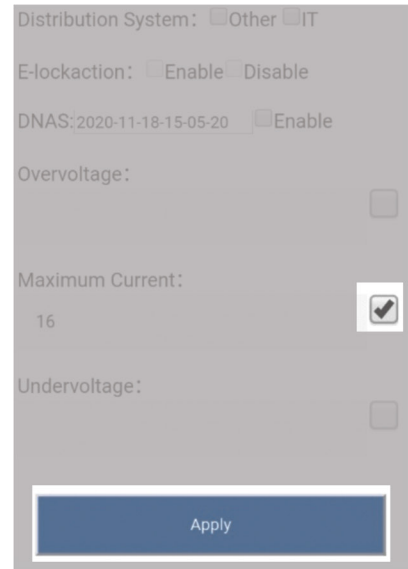 Distribution System: Other IT
E-lockaction: Enable Disable
DNAS: 2020-11-18-15-05-20 Enable
Overvoltage:
Maximum Current:
16
Undervoltage:
Apply